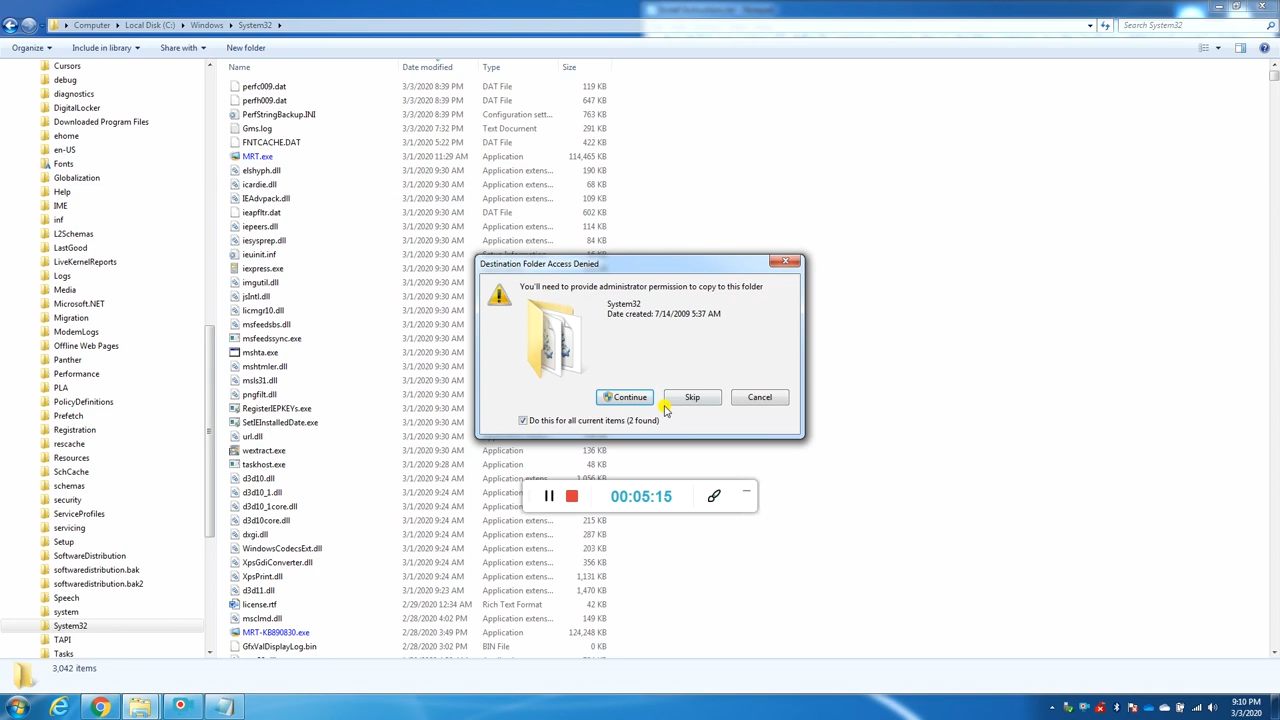 Computer ▸ Local Disk (C:) ▸ Windows ▸ System32 ▸
Search System32
Organize Include in library Share with New folder
Cursors
debug
diagnostics
DigitalLocker
Downloaded Program Files
ehome
en-US
Fonts
Globalization
Help
IME
inf
L2Schemas
LastGood
LiveKernelReports
Logs
Media
Microsoft.NET
Migration
ModemLogs
Offline Web Pages
Panther
Performance
PLA
PolicyDefinitions
Prefetch
Registration
rescache
Resources
SchCache
schemas
security
ServiceProfiles
servicing
Setup
SoftwareDistribution
softwaredistribution.bak
softwaredistribution.bak2
Speech
system
System32
TAPI
Tasks
Name Date modified Type Size
perfc009.dat 3/3/2020 8:39 PM DAT File 119 KB
perfh009.dat 3/3/2020 8:39 PM DAT File 647 KB
PerfStringBackup.INI 3/3/2020 8:39 PM Configuration sett... 763 KB
Gms.log 3/3/2020 7:32 PM Text Document 291 KB
FNTCACHE.DAT 3/1/2020 5:22 PM DAT File 422 KB
MRT.exe 3/1/2020 11:29 AM Application 114,465 KB
elshyph.dll 3/1/2020 9:30 AM Application extens... 190 KB
icardie.dll 3/1/2020 9:30 AM Application extens... 68 KB
IEAdvpack.dll 3/1/2020 9:30 AM Application extens... 109 KB
ieapfltr.dat 3/1/2020 9:30 AM DAT File 602 KB
iepeers.dll 3/1/2020 9:30 AM Application extens... 114 KB
iesysprep.dll 3/1/2020 9:30 AM Application extens... 84 KB
ieuinit.inf 3/1/2020 9:30 AM
iexpress.exe 3/1/2020 9:30 AM
imgutil.dll 3/1/2020 9:30 AM
jsIntl.dll 3/1/2020 9:30 AM
licmgr10.dll 3/1/2020 9:30 AM
msfeedsbs.dll 3/1/2020 9:30 AM
msfeedssync.exe 3/1/2020 9:30 AM
mshta.exe 3/1/2020 9:30 AM
mshtmler.dll 3/1/2020 9:30 AM
msls31.dll 3/1/2020 9:30 AM
pngfilt.dll 3/1/2020 9:30 AM
RegisterIEPKEYs.exe 3/1/2020 9:30 AM
SetIEInstalledDate.exe 3/1/2020 9:30 AM
url.dll 3/1/2020 9:30 AM
wextract.exe 3/1/2020 9:30 AM Application 136 KB
taskhost.exe 3/1/2020 9:28 AM Application 48 KB
d3d10.dll 3/1/2020 9:24 AM Application extens... 1,056 KB
d3d10_1.dll 3/1/2020 9:24 AM
d3d10_1core.dll 3/1/2020 9:24 AM
d3d10core.dll 3/1/2020 9:24 AM Application extens... 215 KB
dxgi.dll 3/1/2020 9:24 AM Application extens... 287 KB
WindowsCodecsExt.dll 3/1/2020 9:24 AM Application extens... 203 KB
XpsGdiConverter.dll 3/1/2020 9:24 AM Application extens... 356 KB
XpsPrint.dll 3/1/2020 9:24 AM Application extens... 1,131 KB
d3d11.dll 3/1/2020 9:23 AM Application extens... 1,470 KB
license.rtf 2/29/2020 12:34 AM Rich Text Format 42 KB
msclmd.dll 2/28/2020 4:02 PM Application extens... 149 KB
MRT-KB890830.exe 2/28/2020 3:49 PM Application 124,248 KB
GfxValDisplayLog.bin 2/28/2020 3:02 PM BIN File 0 KB
Destination Folder Access Denied
You'll need to provide administrator permission to copy to this folder
System32
Date created: 7/14/2009 5:37 AM
Continue Skip Cancel
Do this for all current items (2 found)
00:05:15
3,042 items
9:10 PM
3/3/2020